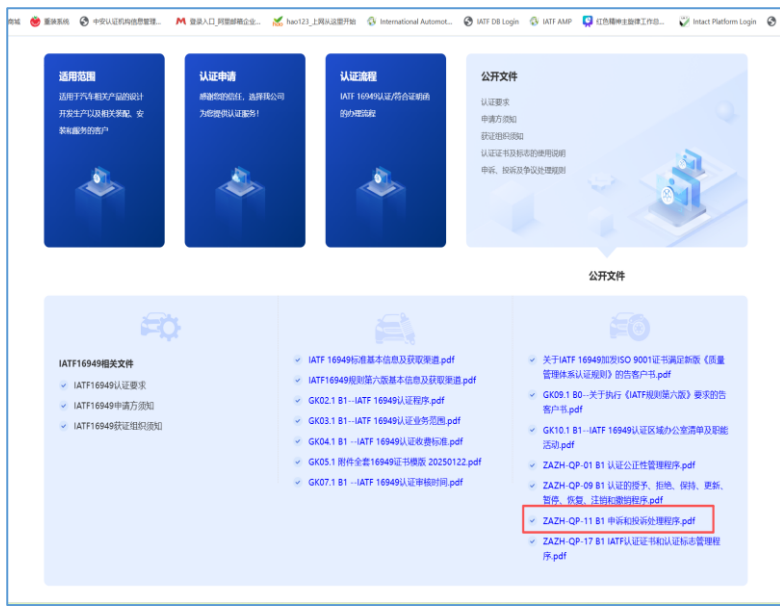 商城 重装系统 中安认证机构信息管理... 登录入口_阿里邮箱企业... hao123_上网从这里开始 International Automot... IATF DB Login IATF AMP 红色精神主旋律工作总... Intact Platform Login
适用范围
适用于汽车相关产品的设计
开发生产以及相关装配、安
装和服务的客户
认证申请
感谢您的信任，选择我公司
为您提供认证服务！
认证流程
IATF 16949认证/符合证明函
的办理流程
公开文件
认证要求
申请方须知
获证组织须知
认证证书及标志的使用说明
申诉、投诉及争议处理规则
公开文件
IATF16949相关文件
IATF16949认证要求
IATF16949申请方须知
IATF16949获证组织须知
IATF 16949标准基本信息及获取渠道.pdf
IATF16949规则第六版基本信息及获取渠道.pdf
GK02.1 B1--IATF 16949认证程序.pdf
GK03.1 B1--IATF 16949认证业务范围.pdf
GK04.1 B1 --IATF 16949认证收费标准.pdf
GK05.1 附件全套16949证书模版 20250122.pdf
GK07.1 B1 --IATF 16949认证审核时间.pdf
关于IATF 16949加发ISO 9001证书满足新版《质量
管理体系认证规则》的告客户书.pdf
GK09.1 B0--关于执行《IATF规则第六版》要求的告
客户书.pdf
GK10.1 B1--IATF 16949认证区域办公室清单及职能
活动.pdf
ZAZH-QP-01 B1 认证公正性管理程序.pdf
ZAZH-QP-09 B1 认证的授予、拒绝、保持、更新、
暂停、恢复、注销和撤销程序.pdf
ZAZH-QP-11 B1 申诉和投诉处理程序.pdf
ZAZH-QP-17 B1 IATF认证证书和认证标志管理程
序.pdf